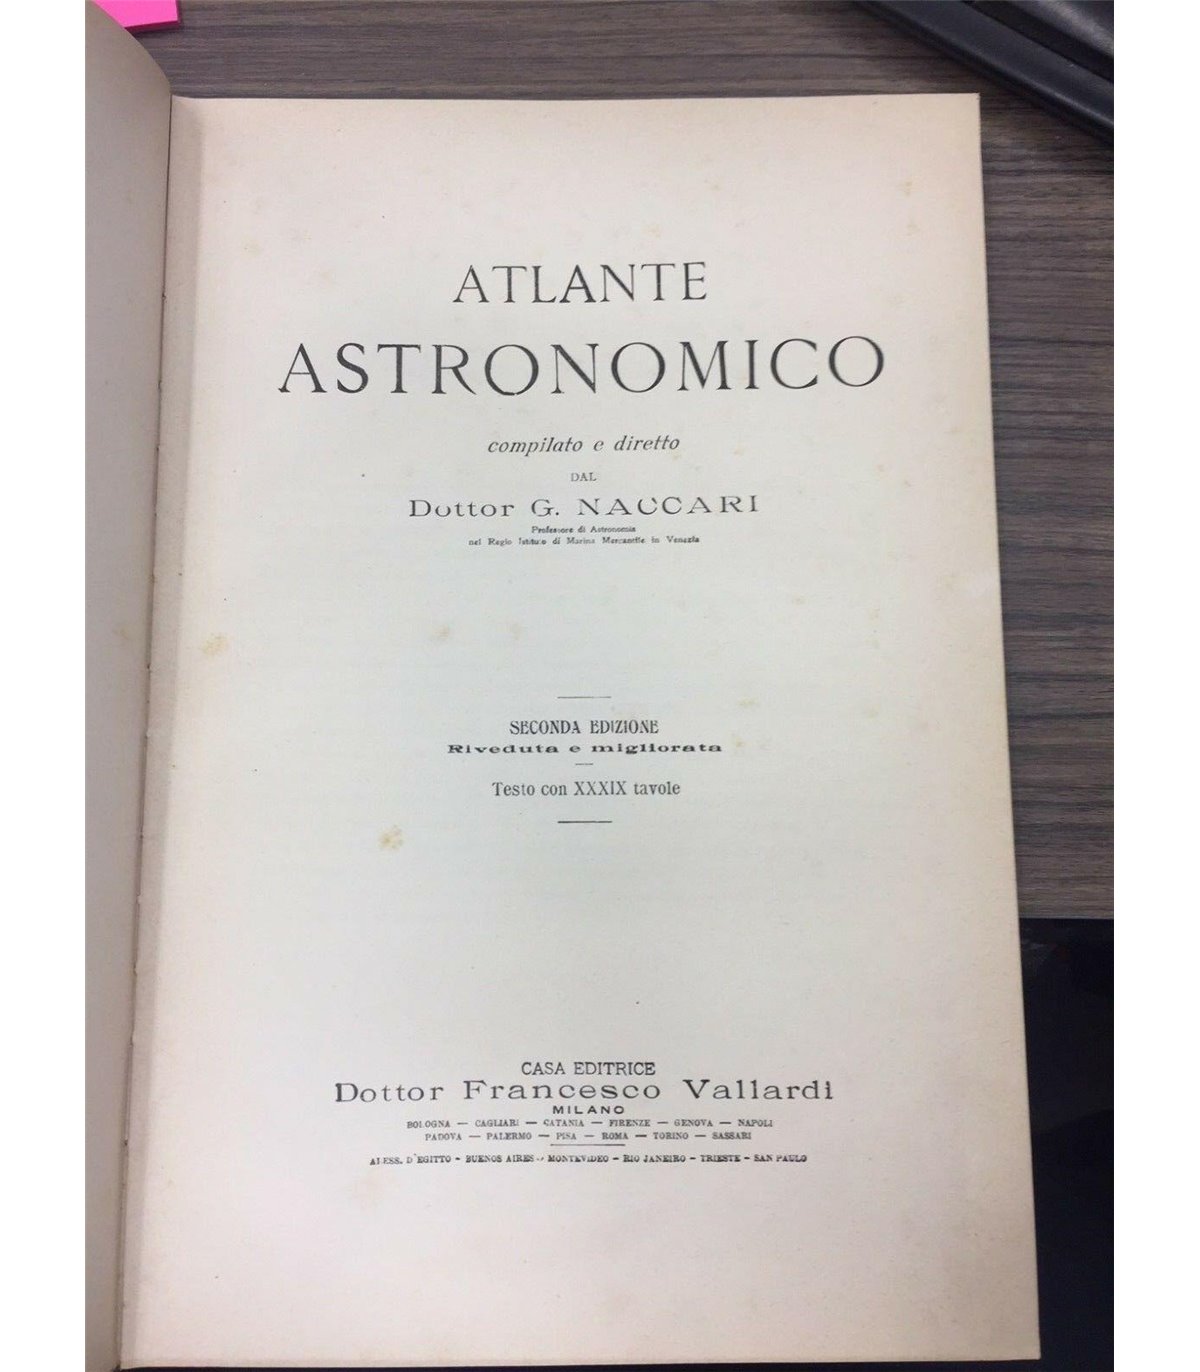 ATLANTE
ASTRONOMICO
compilato e diretto
DAL
Dottor G. NACCARI
Professore di Astronomia
nel Regio Istituto di Marina Mercantile in Venezia
SECONDA EDIZIONE
Riveduta e migliorata
Testo con XXXIX tavole
CASA EDITRICE
Dottor Francesco Vallardi
MILANO
BOLOGNA — CAGLIARI — CATANIA — FIRENZE — GENOVA — NAPOLI
PADOVA — PALERMO — PISA — ROMA — TORINO — SASSARI
ALESS. D'EGITTO - BUENOS AIRES - MONTEVIDEO - RIO JANEIRO - TRIESTE - SAN PAULO